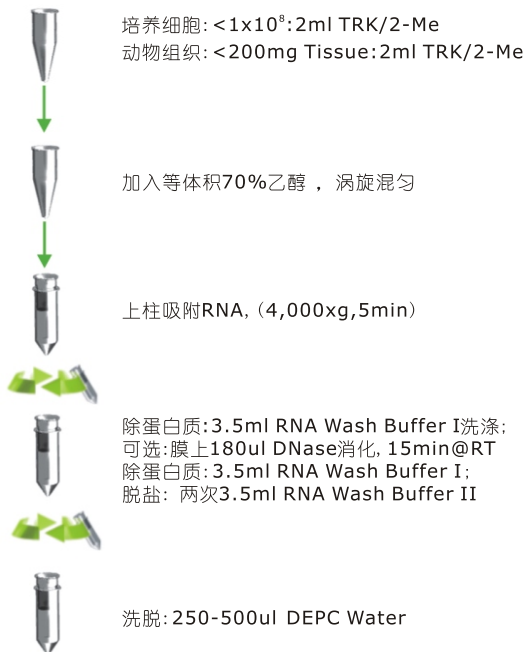 培养细胞:<1x10⁸:2ml TRK/2-Me
动物组织:<200mg Tissue:2ml TRK/2-Me
加入等体积70%乙醇 ，涡旋混匀
上柱吸附RNA,（4,000xg,5min）
除蛋白质:3.5ml RNA Wash Buffer I洗涤;
可选:膜上180ul DNase消化, 15min@RT
除蛋白质:3.5ml RNA Wash Buffer I;
脱盐: 两次3.5ml RNA Wash Buffer II
洗脱:250-500ul DEPC Water